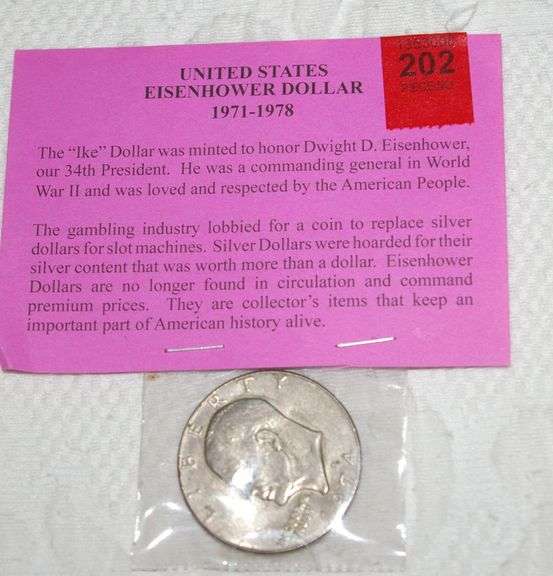 202
UNITED STATES
EISENHOWER DOLLAR
1971-1978
The “Ike” Dollar was minted to honor Dwight D. Eisenhower,
our 34th President. He was a commanding general in World
War II and was loved and respected by the American People.
The gambling industry lobbied for a coin to replace silver
dollars for slot machines. Silver Dollars were hoarded for their
silver content that was worth more than a dollar. Eisenhower
Dollars are no longer found in circulation and command
premium prices. They are collector’s items that keep an
important part of American history alive.
LIBERTY